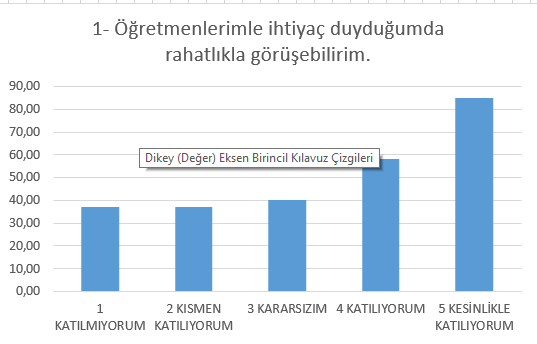 1- Öğretmenlerimle ihtiyaç duyduğumda
rahatlıkla görüşebilirim.
90,00
80,00
70,00
60,00
50,00
40,00
30,00
20,00
10,00
0,00
Dikey (Değer) Eksen Birincil Kılavuz Çizgileri
1
KATILMIYORUM
2 KISMEN
KATILIYORUM
3 KARARSIZIM
4 KATILIYORUM
5 KESİNLİKLE
KATILIYORUM